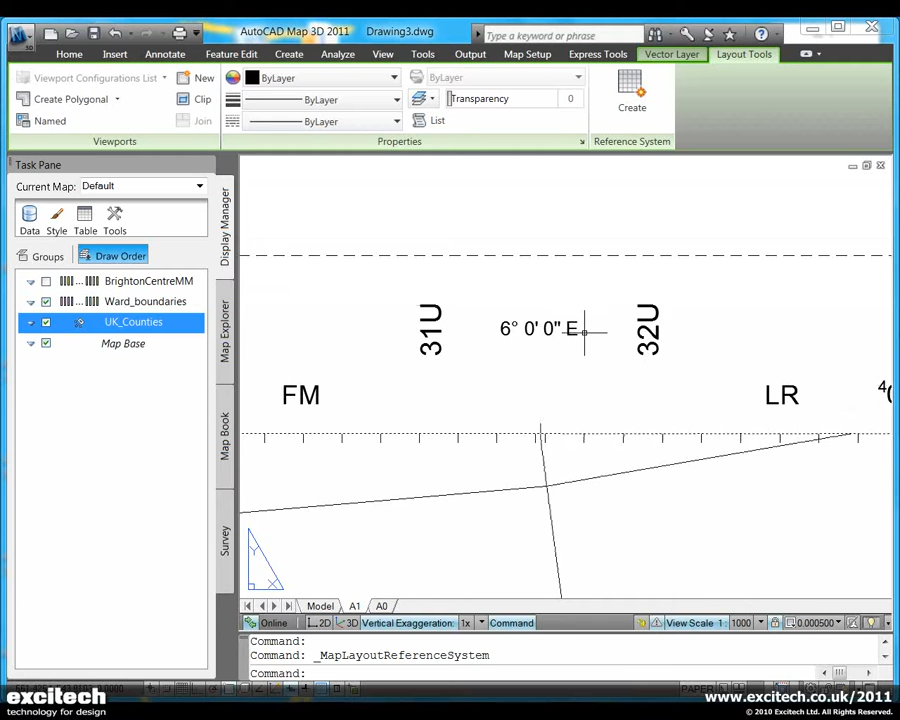 AutoCAD Map 3D 2011 Drawing3.dwg Type a keyword or phrase
Home Insert Annotate Feature Edit Create Analyze View Tools Output Map Setup Express Tools Vector Layer Layout Tools
Viewport Configurations List New ByLayer ByLayer
Create Polygonal Clip ByLayer Transparency 0 Create
Named Join ByLayer List
Viewports Properties Reference System
Task Pane
Current Map: Default
Data Style Table Tools
Groups Draw Order
BrightonCentreMM
Ward_boundaries
UK_Counties
Map Base
Display Manager
Map Explorer
Map Book
Survey
31U 6° 0' 0" E 32U
FM LR
Y
X
Model A1 A0
Online 2D 3D Vertical Exaggeration: 1x Command View Scale 1: 1000 0.000500
Command:
Command: _MapLayoutReferenceSystem
Command:
PAPER
excitech
technology for design
www.excitech.co.uk/2011
© 2010 Excitech Ltd. All rights reserved.